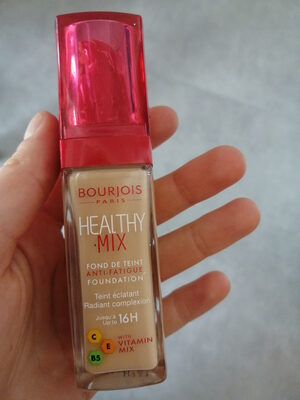 BOURJOIS
PARIS
HEALTHY
MIX
FOND DE TEINT
ANTI-FATIGUE
FOUNDATION
Teint éclatant
Radiant complexion
Jusqu'à
Up to 16H
C
E
B5
WITH
VITAMIN
MIX